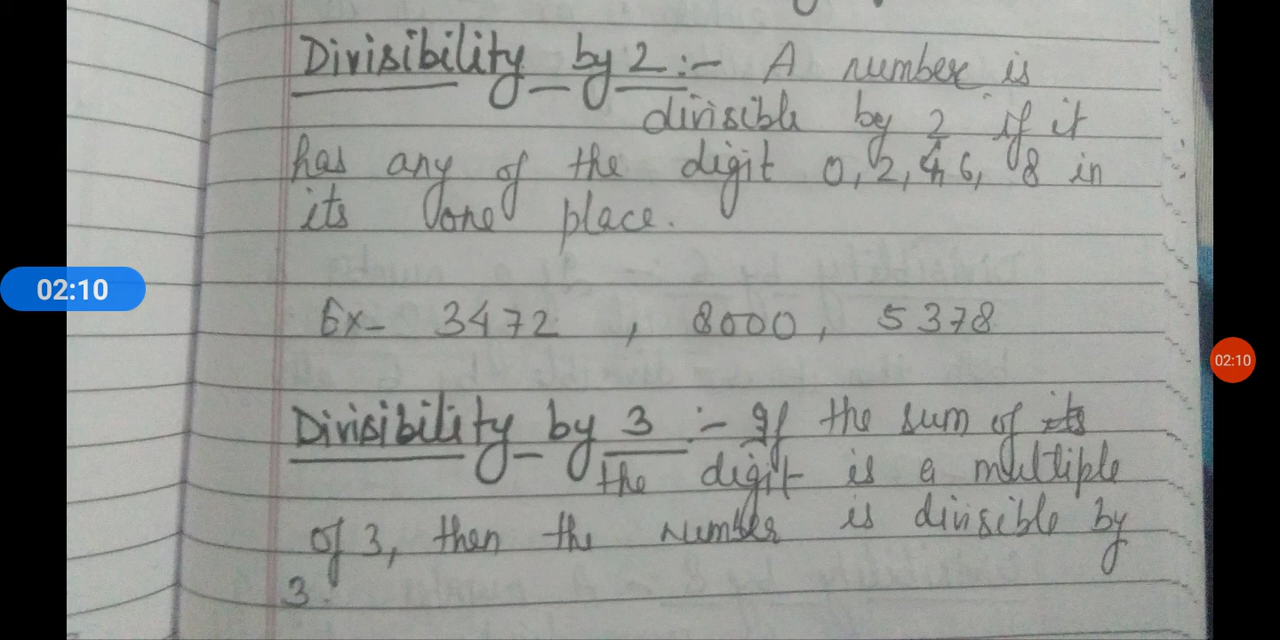 Divisibility by 2 :- A number is
divisible by 2 if it
has any of the digit 0, 2, 4, 6, 8 in
its one place.
02:10
Ex- 3472 , 8000, 5378
02:10
Divisibility by 3 :- If the sum of its
the digit is a multiple
of 3, then the number is divisible by
3.